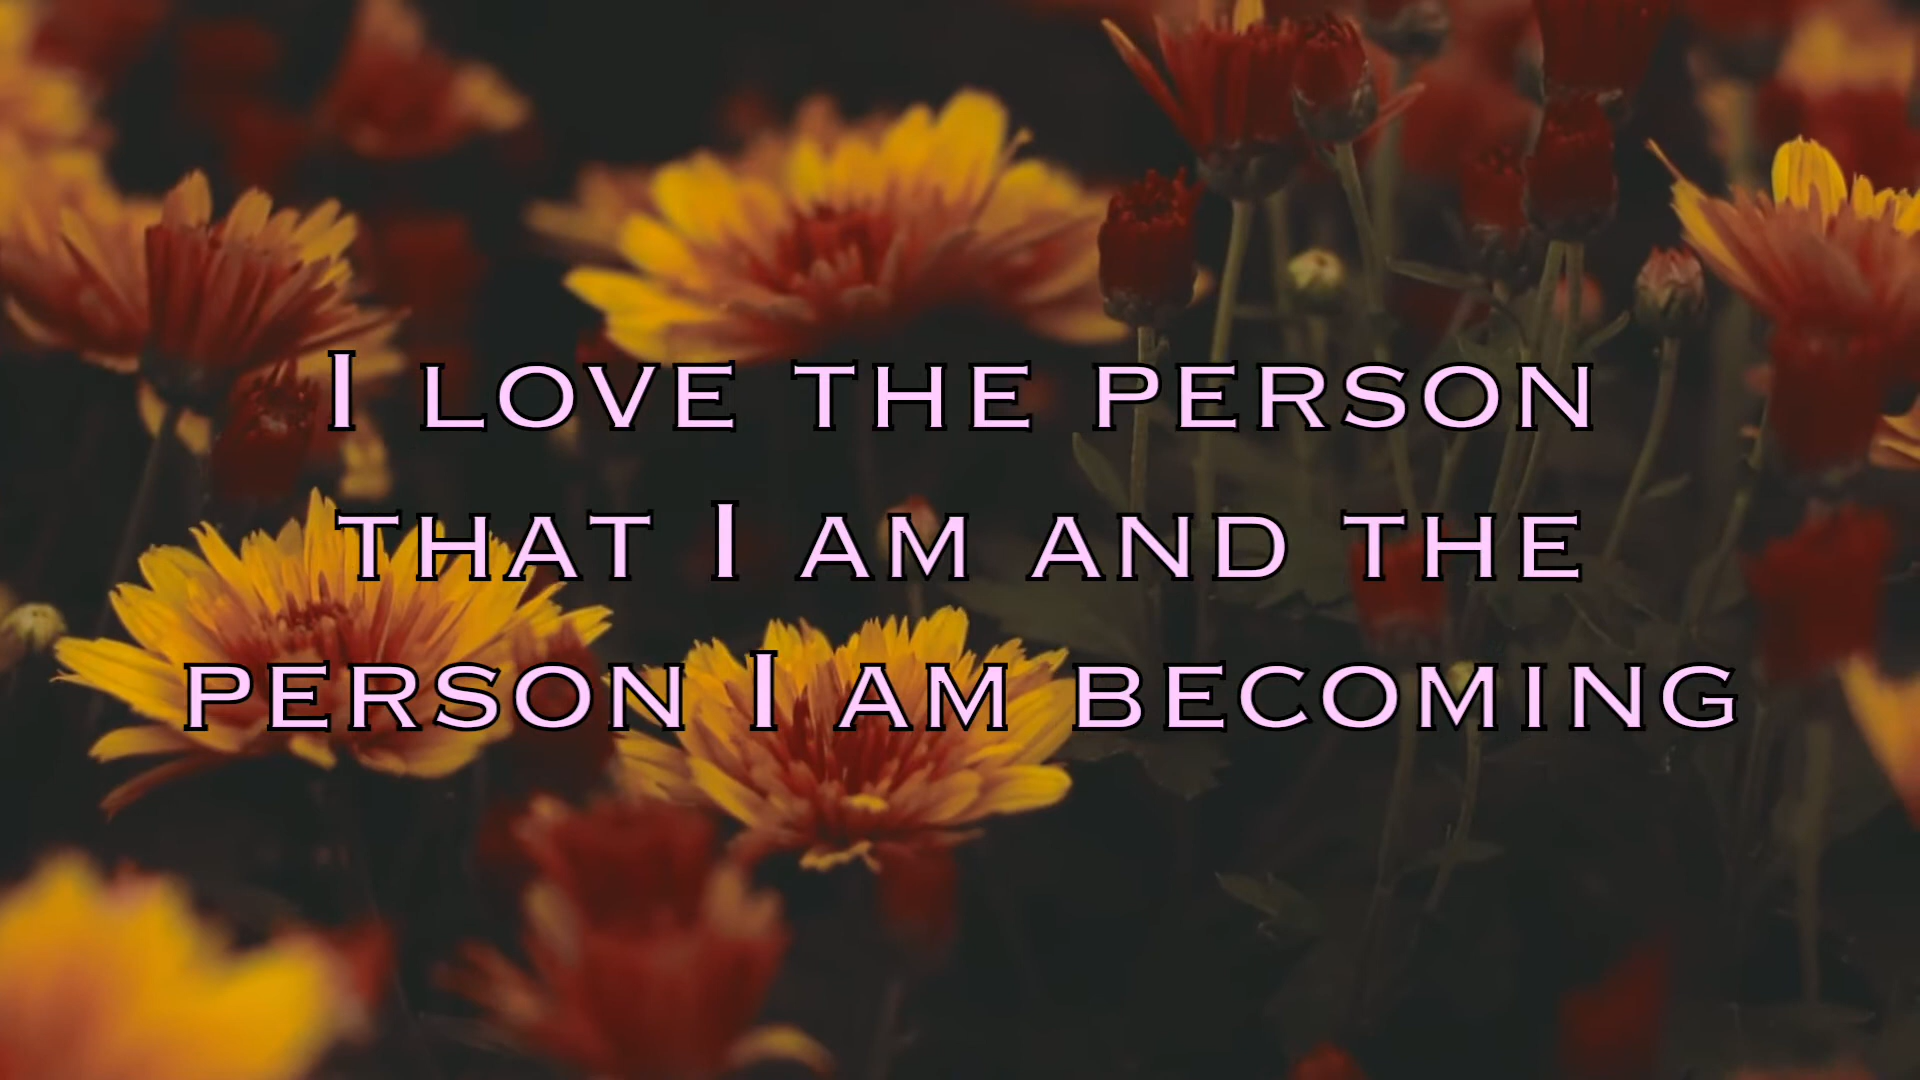 I love the person
that I am and the
person I am becoming